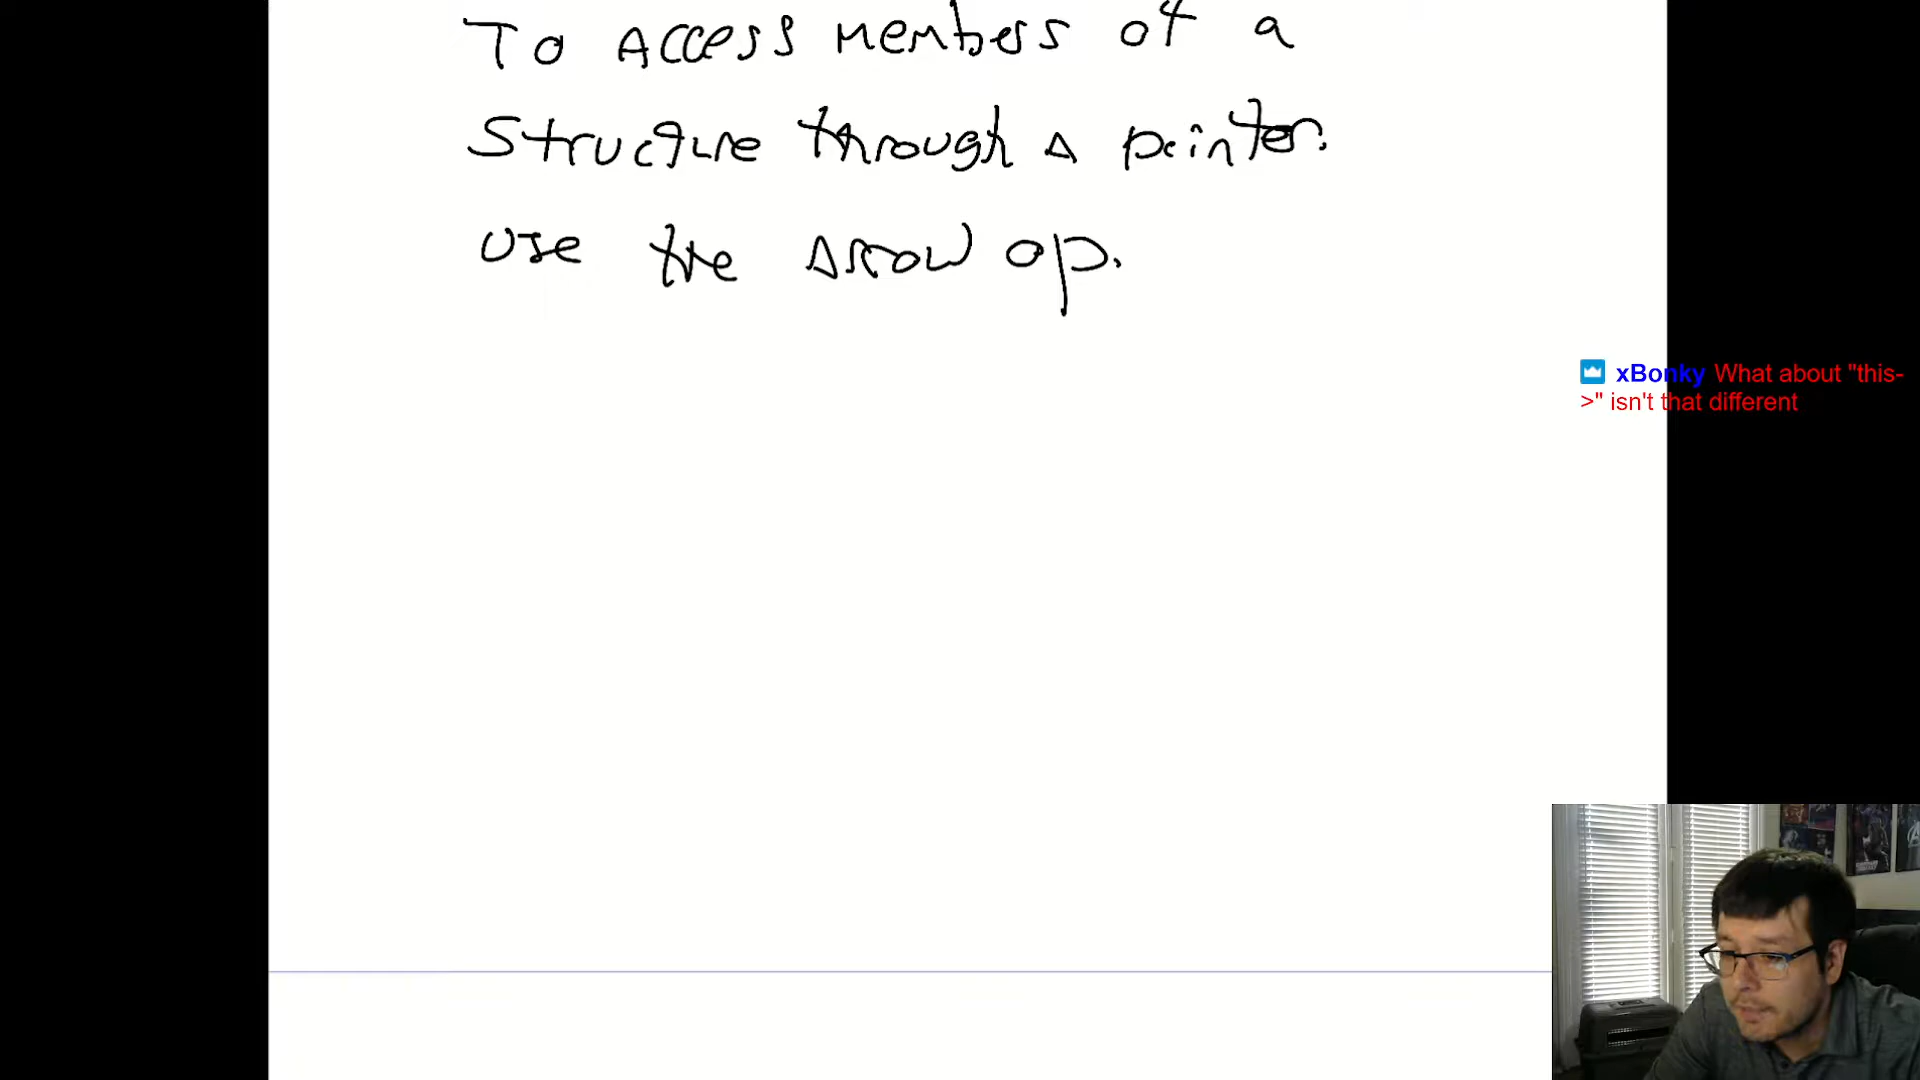 To Access members of a
Structure through a pointer.
use the Arrow op.
xBonky What about "this-
>" isn't that different